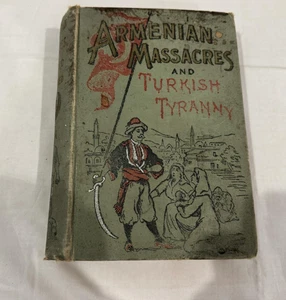 ARMENIAN
MASSACRES
AND
TURKISH
TYRANNY